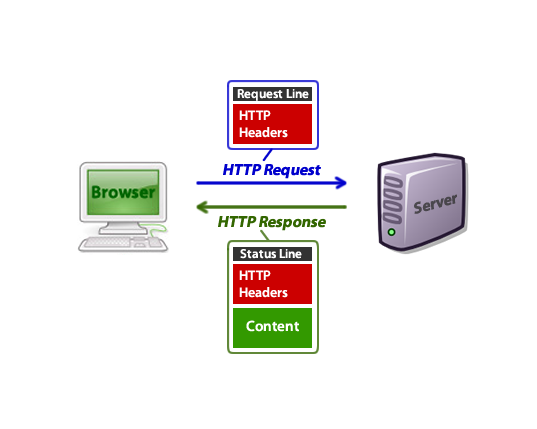 Request Line
HTTP
Headers
HTTP Request
Browser
Server
HTTP Response
Status Line
HTTP
Headers
Content